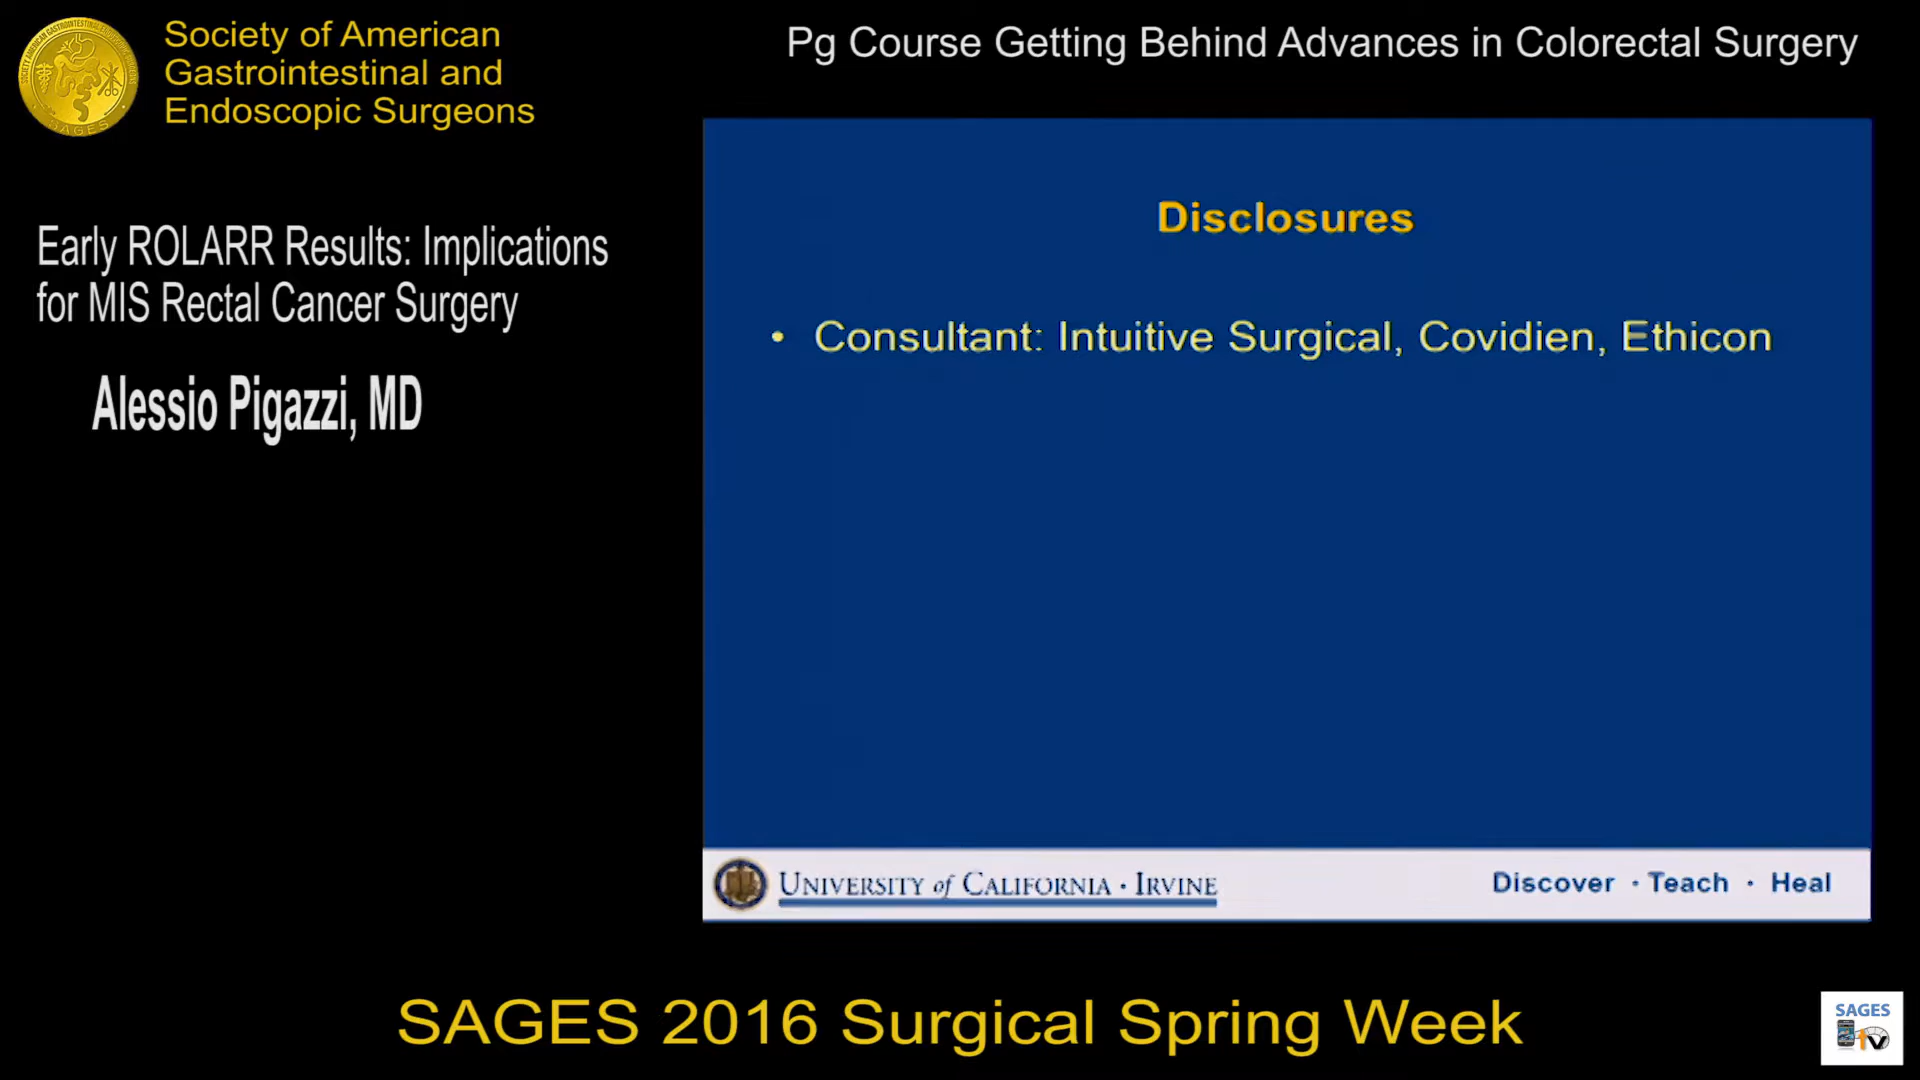 Society of American
Gastrointestinal and
Endoscopic Surgeons
Pg Course Getting Behind Advances in Colorectal Surgery
Early ROLARR Results: Implications
for MIS Rectal Cancer Surgery
Alessio Pigazzi, MD
Disclosures
• Consultant: Intuitive Surgical, Covidien, Ethicon
UNIVERSITY of CALIFORNIA · IRVINE
Discover · Teach · Heal
SAGES 2016 Surgical Spring Week
SAGES
tv